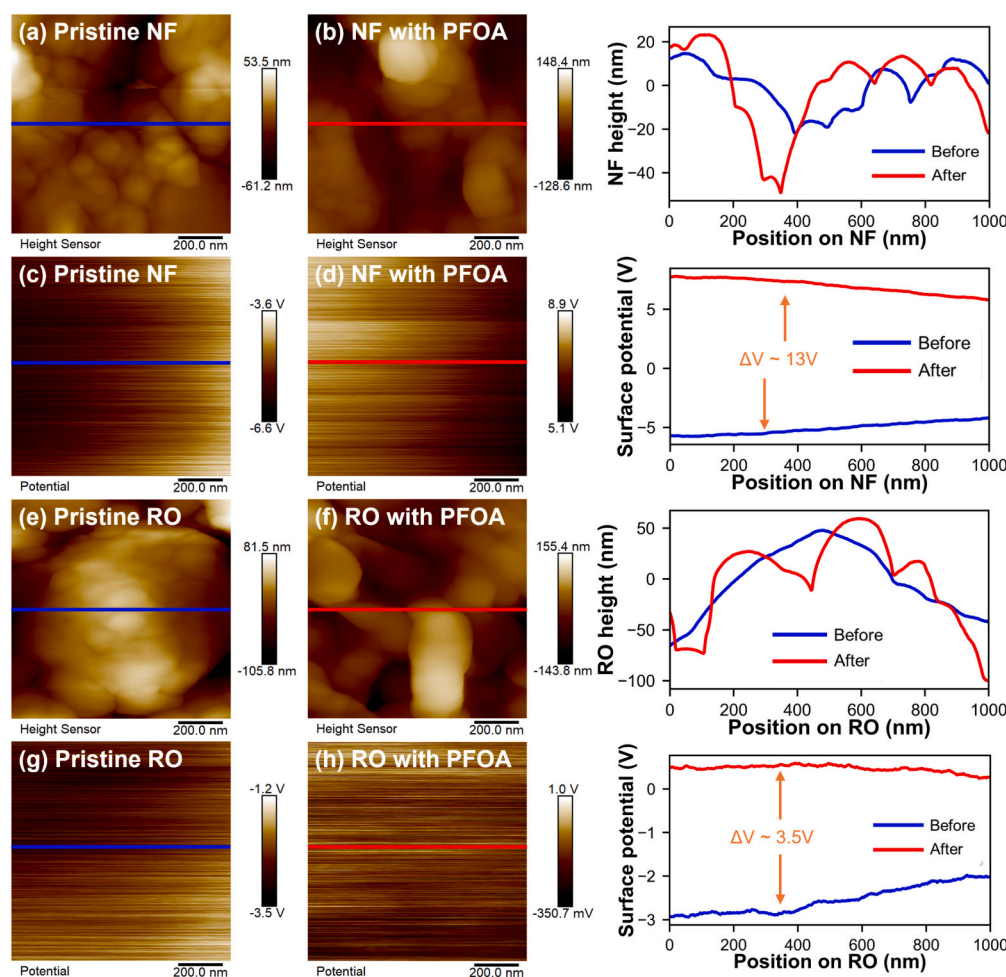 (a) Pristine NF
53.5 nm
-61.2 nm
Height Sensor
200.0 nm
(b) NF with PFOA
148.4 nm
-128.6 nm
Height Sensor
200.0 nm
NF height (nm)
20
0
−20
−40
Before
After
0
200
400
600
800
1000
Position on NF (nm)
(c) Pristine NF
-3.6 V
-6.6 V
Potential
200.0 nm
(d) NF with PFOA
8.9 V
5.1 V
Potential
200.0 nm
Surface potential (V)
5
0
−5
ΔV ~ 13V
Before
After
0
200
400
600
800
1000
Position on NF (nm)
(e) Pristine RO
81.5 nm
-105.8 nm
Height Sensor
200.0 nm
(f) RO with PFOA
155.4 nm
-143.8 nm
Height Sensor
200.0 nm
RO height (nm)
50
0
−50
−100
Before
After
0
200
400
600
800
1000
Position on RO (nm)
(g) Pristine RO
-1.2 V
-3.5 V
Potential
200.0 nm
(h) RO with PFOA
1.0 V
-350.7 mV
Potential
200.0 nm
Surface potential (V)
0
−1
−2
−3
ΔV ~ 3.5V
Before
After
0
200
400
600
800
1000
Position on RO (nm)